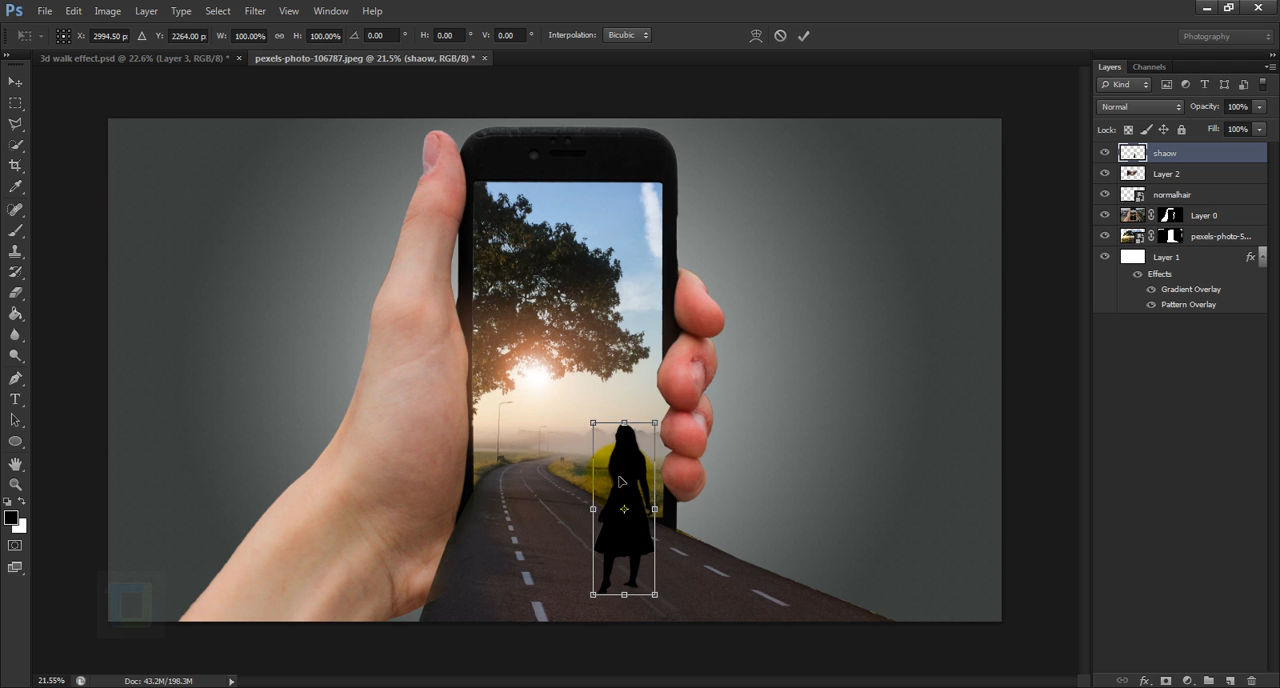 Ps File Edit Image Layer Type Select Filter View Window Help
X: 2994.50 p: Y: 2264.00 p: W: 100.00% H: 100.00% 0.00 ° H: 0.00 ° V: 0.00 ° Interpolation: Bicubic Photography
3d walk effect.psd @ 22.6% (Layer 3, RGB/8) * × pexels-photo-106787.jpeg @ 21.5% (shaow, RGB/8) * ×
Layers Channels
Kind
Normal Opacity: 100%
Lock: Fill: 100%
shaow
Layer 2
normalhair
Layer 0
pexels-photo-5...
Layer 1 fx
Effects
Gradient Overlay
Pattern Overlay
21.55% Doc: 43.2M/198.3M
fx